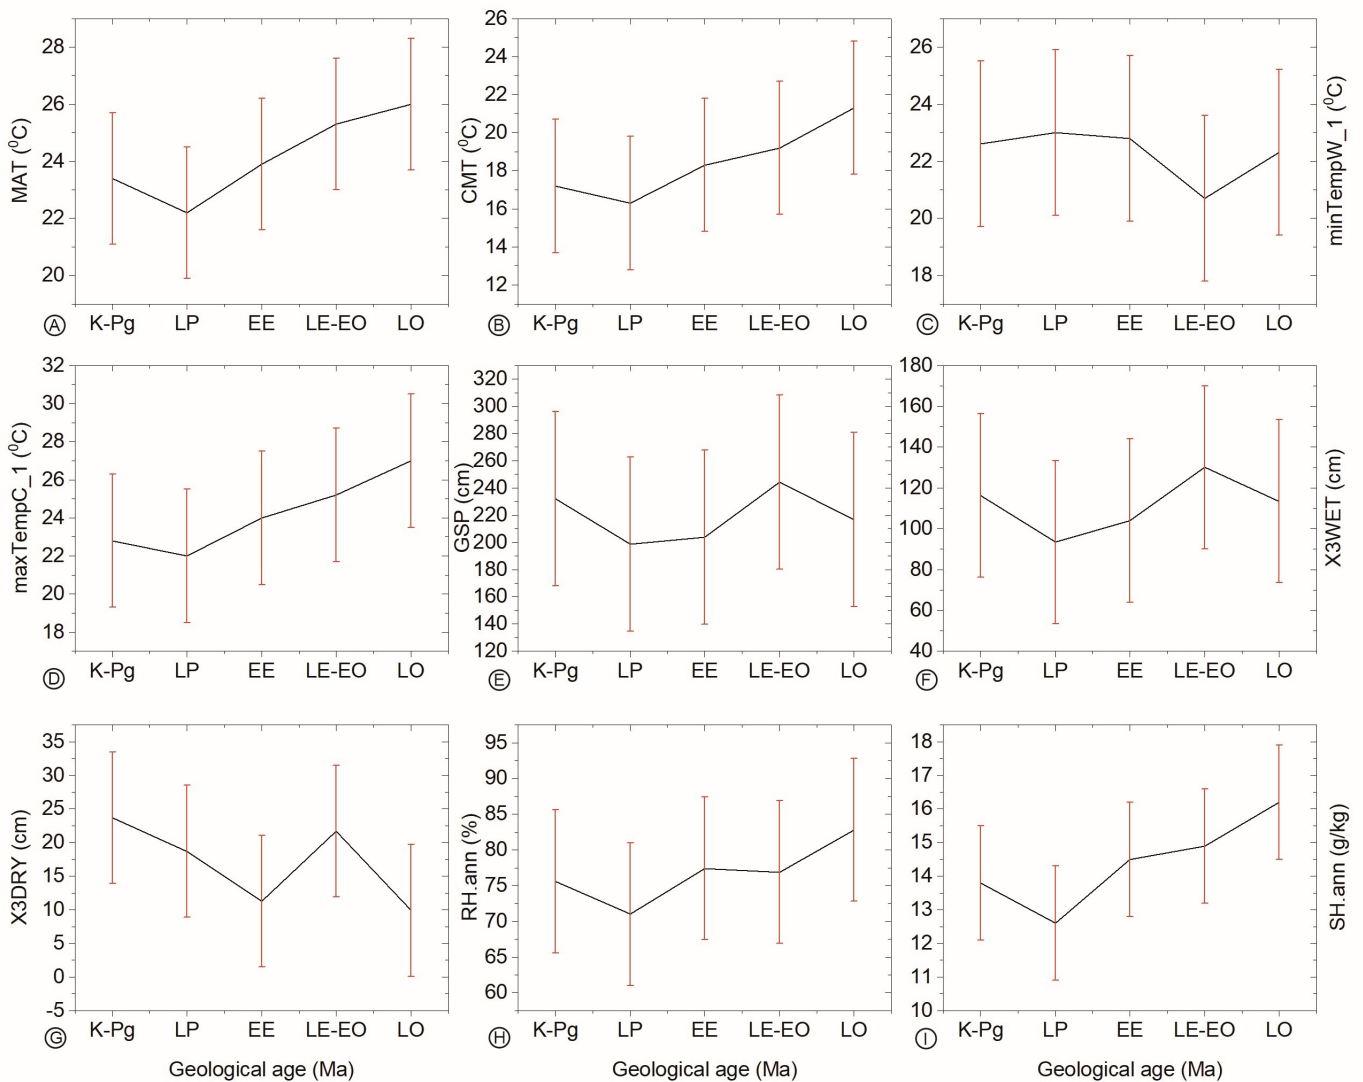 28
26
24
22
20
MAT (⁰C)
K-Pg LP EE LE-EO LO
A
26
24
22
20
18
16
14
12
CMT (⁰C)
K-Pg LP EE LE-EO LO
B
28
26
24
22
20
18
minTempW_1 (⁰C)
K-Pg LP EE LE-EO LO
C
32
30
28
26
24
22
20
18
maxTempC_1 (⁰C)
K-Pg LP EE LE-EO LO
D
320
300
280
260
240
220
200
180
160
140
120
GSP (cm)
K-Pg LP EE LE-EO LO
E
180
160
140
120
100
80
60
40
X3WET (cm)
K-Pg LP EE LE-EO LO
F
35
30
25
20
15
10
5
0
-5
X3DRY (cm)
K-Pg LP EE LE-EO LO
G
Geological age (Ma)
95
90
85
80
75
70
65
60
RH.ann (%)
K-Pg LP EE LE-EO LO
H
Geological age (Ma)
18
17
16
15
14
13
12
11
10
SH.ann (g/kg)
K-Pg LP EE LE-EO LO
I
Geological age (Ma)